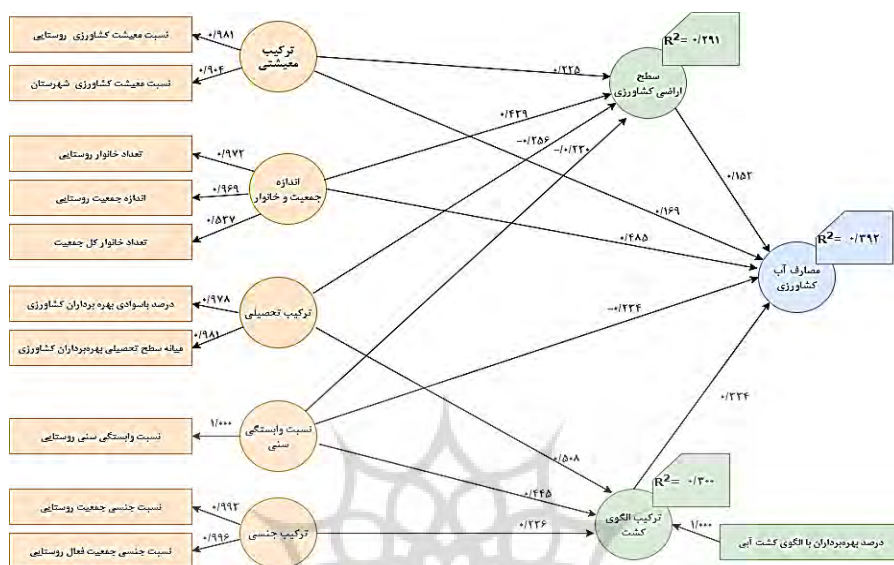 نسبت معیشت کشاورزی روستایی
۰/۹۸۱
نسبت معیشت کشاورزی شهرستان
۰/۹۰۴
ترکیب
معیشتی
تعداد خانوار روستایی
۰/۹۷۲
اندازه جمعیت روستایی
۰/۹۶۹
تعداد خانوار کل جمعیت
۰/۵۲۷
اندازه
جمعیت و خانوار
درصد باسوادی بهره برداران کشاورزی
۰/۹۷۸
میانه سطح تحصیلی بهره‌برداران کشاورزی
۰/۹۸۱
ترکیب تحصیلی
نسبت وابستگی سنی روستایی
۱/۰۰۰
نسبت وابستگی
سنی
نسبت جنسی جمعیت روستایی
۰/۹۹۲
نسبت جنسی جمعیت فعال روستایی
۰/۹۹۶
ترکیب جنسی
۰/۲۲۵
۰/۴۲۹
-۰/۲۵۶
-/۰/۲۲۰
۰/۱۶۹
۰/۴۸۵
-۰/۲۳۴
۰/۵۰۸
۰/۴۴۵
۰/۲۲۶
سطح
اراضی کشاورزی
R²= ۰/۲۹۱
۰/۱۵۲
مصارف آب
کشاورزی
R²= ۰/۳۹۲
۰/۲۲۴
ترکیب الگوی
کشت
R²= ۰/۳۰۰
۱/۰۰۰
درصد بهره‌برداران با الگوی کشت آبی